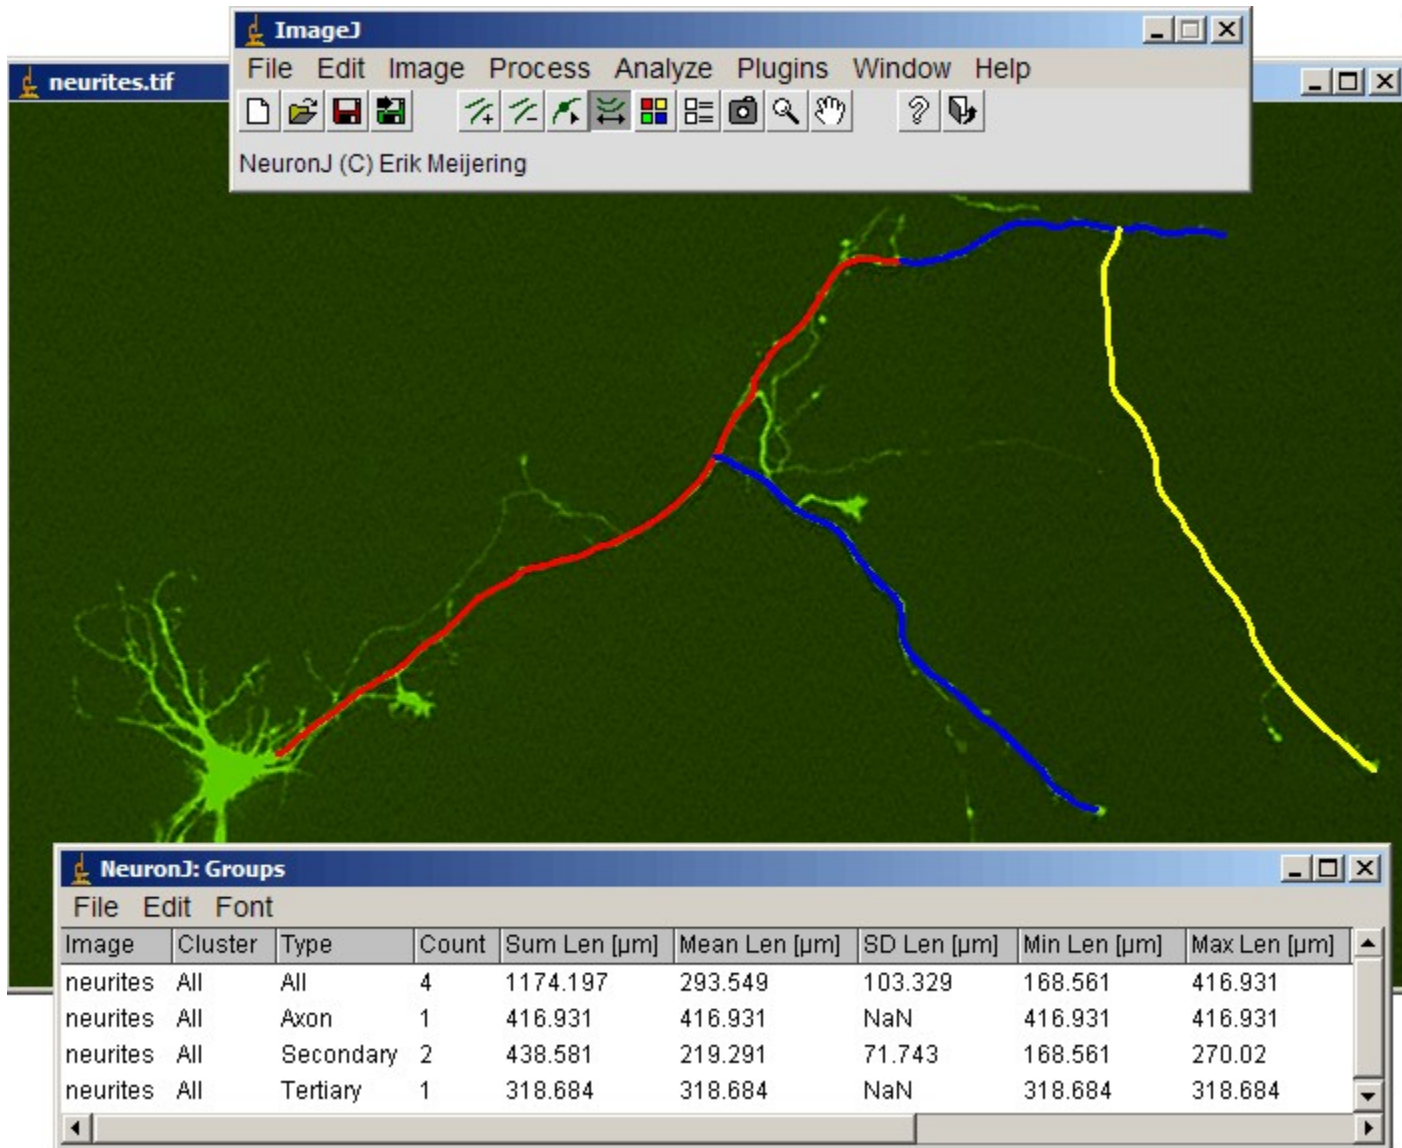 ImageJ
neurites.tif
File Edit Image Process Analyze Plugins Window Help
NeuronJ (C) Erik Meijering
NeuronJ: Groups
File Edit Font
Image Cluster Type Count Sum Len [µm] Mean Len [µm] SD Len [µm] Min Len [µm] Max Len [µm]
neurites All All 4 1174.197 293.549 103.329 168.561 416.931
neurites All Axon 1 416.931 416.931 NaN 416.931 416.931
neurites All Secondary 2 438.581 219.291 71.743 168.561 270.02
neurites All Tertiary 1 318.684 318.684 NaN 318.684 318.684